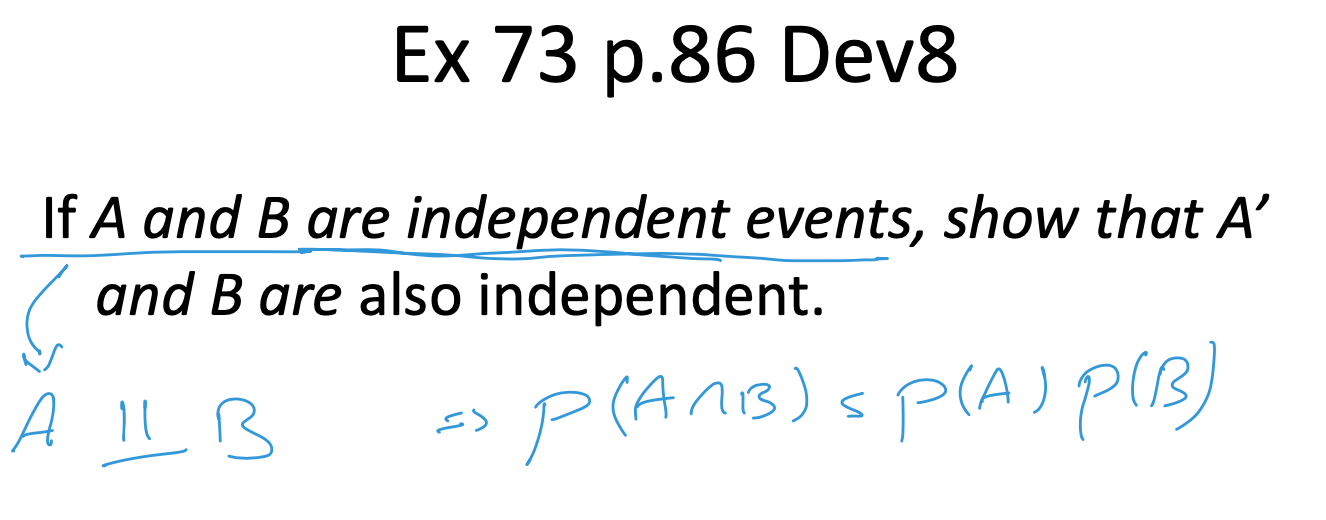 Ex 73 p.86 Dev8
If A and B are independent events, show that A’
and B are also independent.
A ⫫ B => P(A∩B) = P(A) P(B)